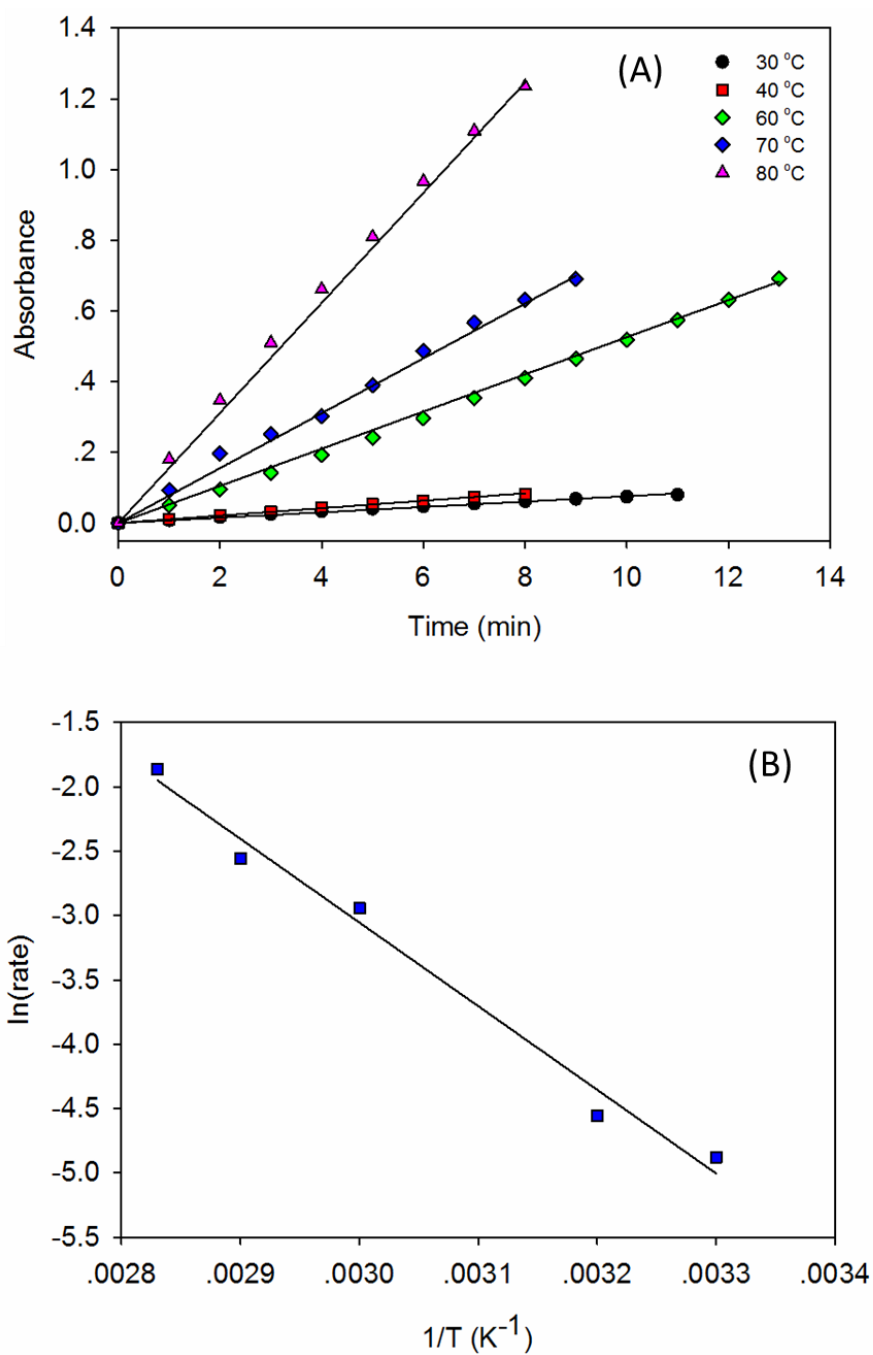 1.4
1.2
1.0
.8
.6
.4
.2
0.0
Absorbance
(A)
30 °C
40 °C
60 °C
70 °C
80 °C
0 2 4 6 8 10 12 14
Time (min)
-1.5
-2.0
-2.5
-3.0
-3.5
-4.0
-4.5
-5.0
-5.5
ln(rate)
(B)
.0028 .0029 .0030 .0031 .0032 .0033 .0034
1/T (K⁻¹)